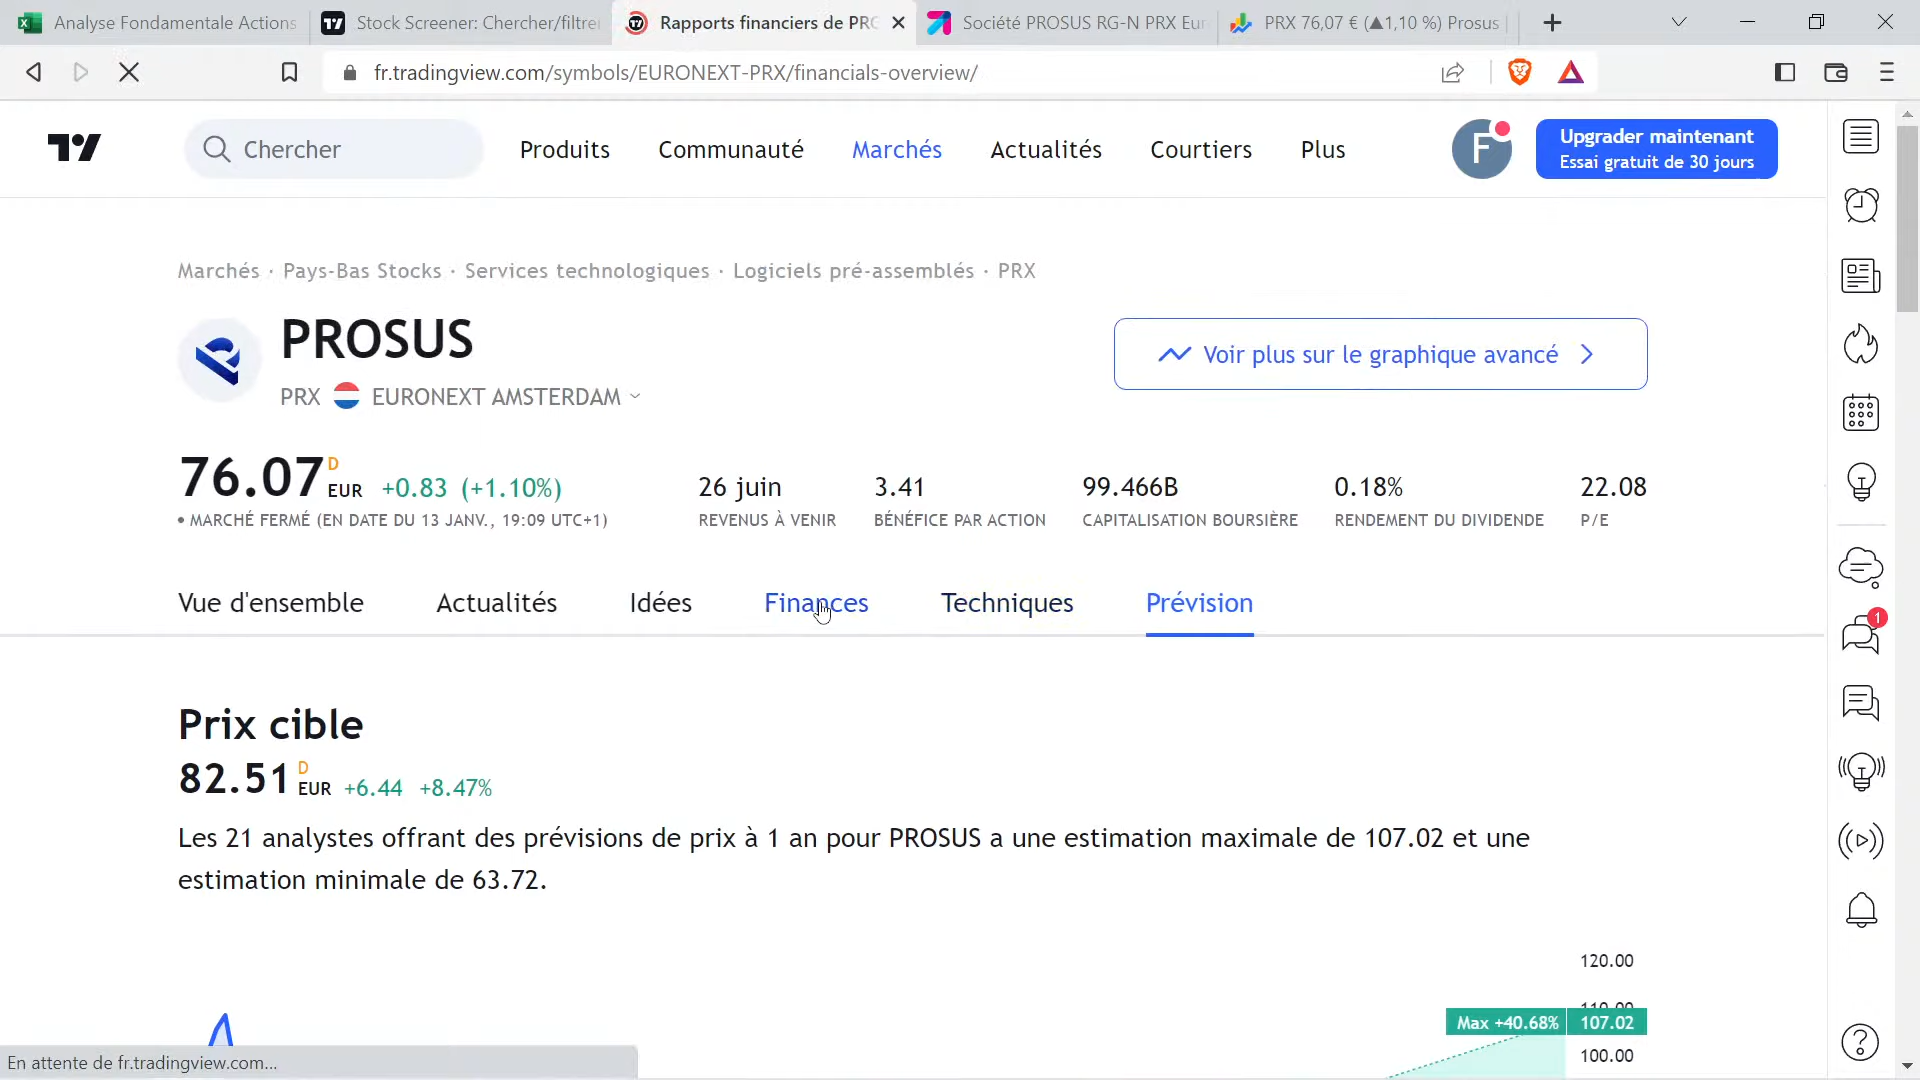 Analyse Fondamentale Actions
Stock Screener: Chercher/filtrer
Rapports financiers de PRO
Société PROSUS RG-N PRX Eur
PRX 76,07 € (▲1,10 %) Prosus
fr.tradingview.com/symbols/EURONEXT-PRX/financials-overview/
Chercher
Produits
Communauté
Marchés
Actualités
Courtiers
Plus
F
Upgrader maintenant
Essai gratuit de 30 jours
Marchés · Pays-Bas Stocks · Services technologiques · Logiciels pré-assemblés · PRX
PROSUS
Voir plus sur le graphique avancé
PRX EURONEXT AMSTERDAM
76.07 D EUR +0.83 (+1.10%)
• MARCHÉ FERMÉ (EN DATE DU 13 JANV., 19:09 UTC+1)
26 juin
REVENUS À VENIR
3.41
BÉNÉFICE PAR ACTION
99.466B
CAPITALISATION BOURSIÈRE
0.18%
RENDEMENT DU DIVIDENDE
22.08
P/E
Vue d'ensemble
Actualités
Idées
Finances
Techniques
Prévision
1
Prix cible
82.51 D EUR +6.44 +8.47%
Les 21 analystes offrant des prévisions de prix à 1 an pour PROSUS a une estimation maximale de 107.02 et une
estimation minimale de 63.72.
120.00
110.00
Max +40.68% 107.02
100.00
En attente de fr.tradingview.com...